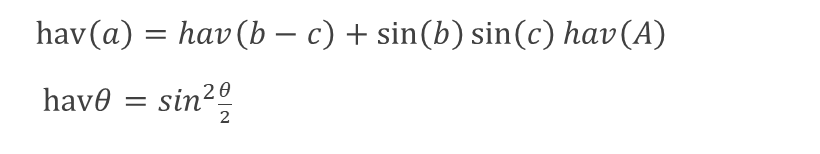 hav(a) = hav(b − c) + sin(b) sin(c) hav(A)
havθ = sin²θ/2